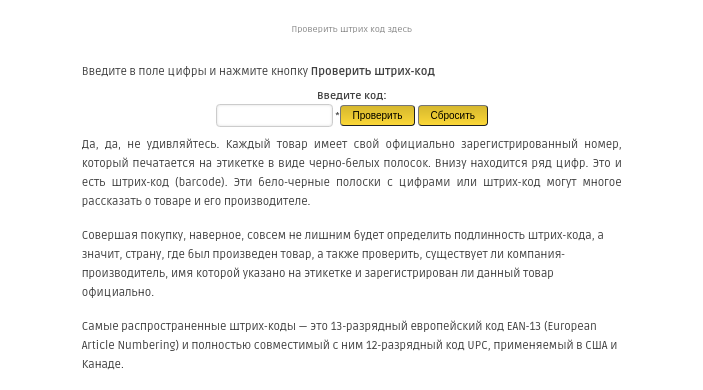 Проверить штрих код здесь
Введите в поле цифры и нажмите кнопку Проверить штрих-код
Введите код:
* Проверить Сбросить
Да, да, не удивляйтесь. Каждый товар имеет свой официально зарегистрированный номер,
который печатается на этикетке в виде черно-белых полосок. Внизу находится ряд цифр. Это и
есть штрих-код (barcode). Эти бело-черные полоски с цифрами или штрих-код могут многое
рассказать о товаре и его производителе.
Совершая покупку, наверное, совсем не лишним будет определить подлинность штрих-кода, а
значит, страну, где был произведен товар, а также проверить, существует ли компания-
производитель, имя которой указано на этикетке и зарегистрирован ли данный товар
официально.
Самые распространенные штрих-коды — это 13-разрядный европейский код EAN-13 (European
Article Numbering) и полностью совместимый с ним 12-разрядный код UPC, применяемый в США и
Канаде.